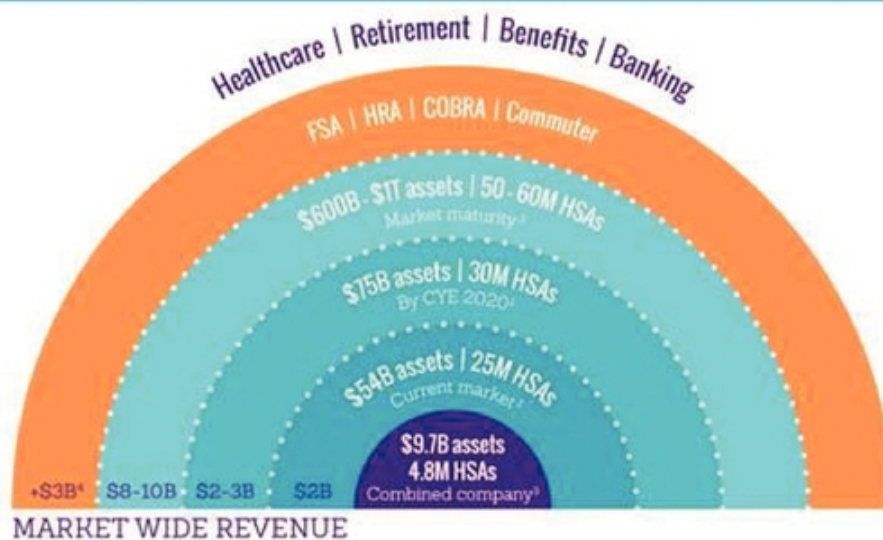 Healthcare | Retirement | Benefits | Banking
FSA | HRA | COBRA | Commuter
$600B - $1T assets | 50 - 60M HSAs
Market maturity
$75B assets | 30M HSAs
By CYE 2020
$54B assets | 25M HSAs
Current market
$9.7B assets
4.8M HSAs
Combined company³
+$3B⁴ $8-10B $2-3B $2B
MARKET WIDE REVENUE